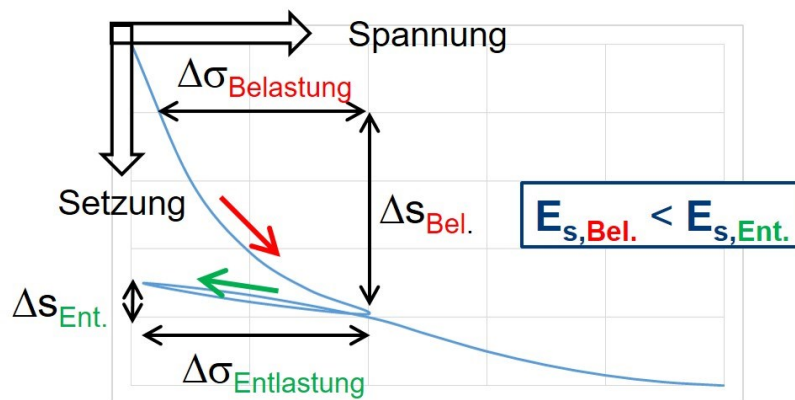 Spannung
Δσ Belastung
Setzung
Δs Bel.
E s,Bel. < E s,Ent.
Δs Ent.
Δσ Entlastung